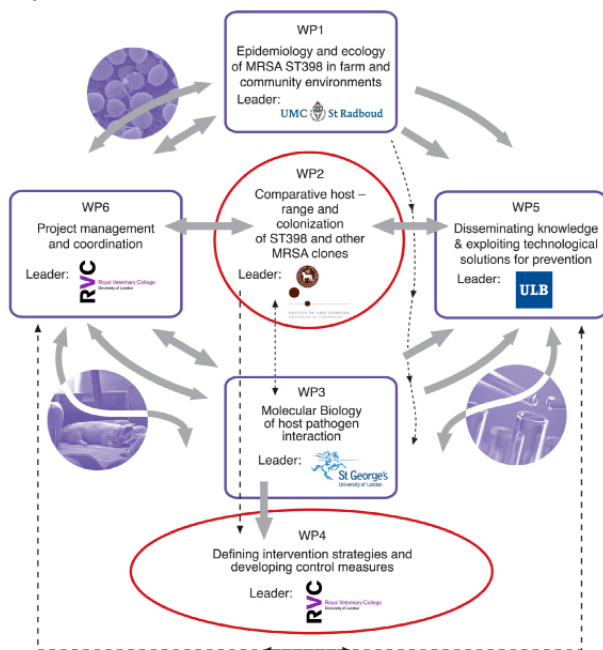 WP1
Epidemiology and ecology
of MRSA ST398 in farm and
community environments
Leader:
UMC St Radboud
WP2
Comparative host –
range and
colonization
of ST398 and other
MRSA clones
Leader:
WP6
Project management
and coordination
Leader:
RVC
Royal Veterinary College
University of London
WP5
Disseminating knowledge
& exploiting technological
solutions for prevention
Leader:
ULB
WP3
Molecular Biology
of host pathogen
interaction
Leader:
St George's
University of London
WP4
Defining intervention strategies and
developing control measures
Leader:
RVC
Royal Veterinary College
University of London